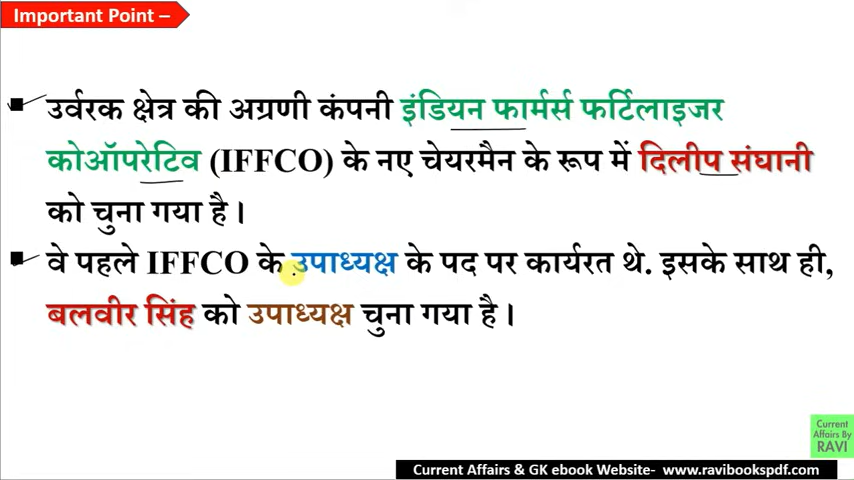 Important Point –
उर्वरक क्षेत्र की अग्रणी कंपनी इंडियन फार्मर्स फर्टिलाइजर
कोऑपरेटिव (IFFCO) के नए चेयरमैन के रूप में दिलीप संघानी
को चुना गया है।
वे पहले IFFCO के उपाध्यक्ष के पद पर कार्यरत थे. इसके साथ ही,
बलवीर सिंह को उपाध्यक्ष चुना गया है।
Current
Affairs By
RAVI
Current Affairs & GK ebook Website- www.ravibookspdf.com